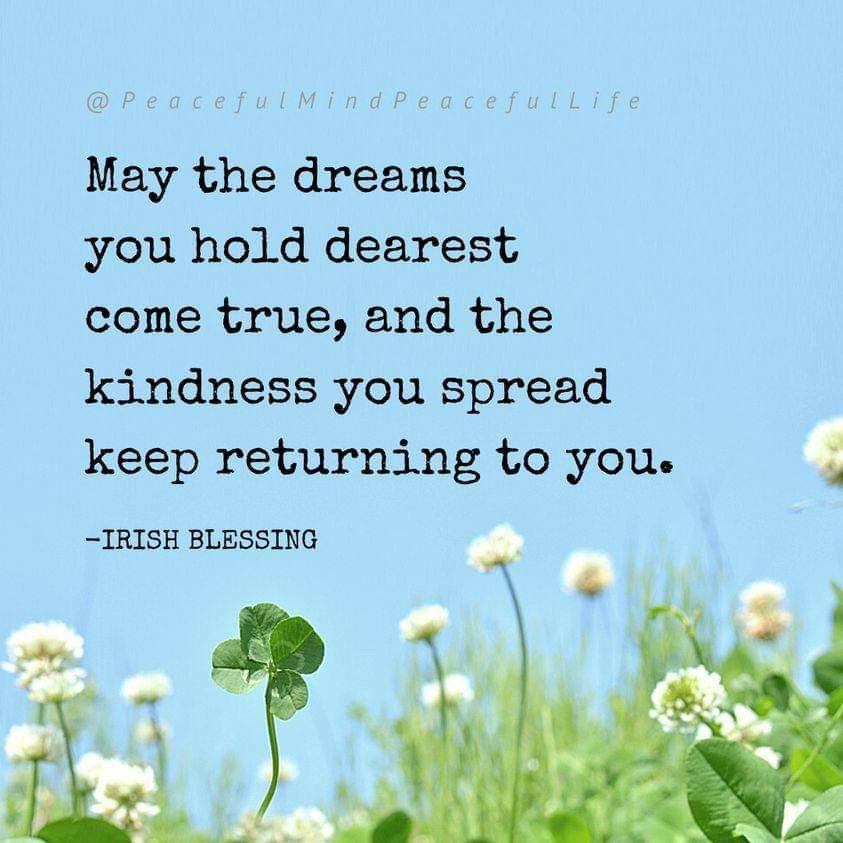 @PeacefulMindPeacefulLife
May the dreams
you hold dearest
come true, and the
kindness you spread
keep returning to you.
-IRISH BLESSING